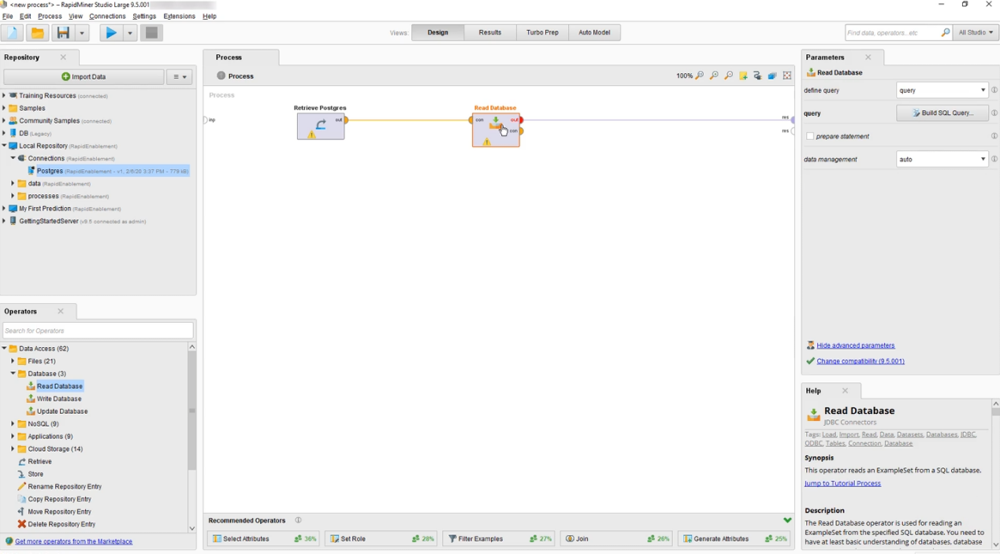 <new process*> – RapidMiner Studio Large 9.5.001
File Edit Process View Connections Settings Extensions Help
Views: Design Results Turbo Prep Auto Model
Find data, operators...etc All Studio
Repository
Import Data
Training Resources (connected)
Samples
Community Samples (connected)
DB (Legacy)
Local Repository (RapidEnablement)
Connections (RapidEnablement)
Postgres (RapidEnablement - v1, 2/6/20 3:37 PM - 779 kB)
data (RapidEnablement)
processes (RapidEnablement)
My First Prediction (RapidEnablement)
GettingStartedServer (v9.5 connected as admin)
Operators
Search for Operators
Data Access (62)
Files (21)
Database (3)
Read Database
Write Database
Update Database
NoSQL (9)
Applications (9)
Cloud Storage (14)
Retrieve
Store
Rename Repository Entry
Copy Repository Entry
Move Repository Entry
Delete Repository Entry
Get more operators from the Marketplace
Process
Process
100%
Process
inp
Retrieve Postgres
out
Read Database
con out
con
res
res
Recommended Operators
Select Attributes 36%
Set Role 28%
Filter Examples 27%
Join 26%
Generate Attributes 25%
Parameters
Read Database
define query query
query Build SQL Query...
prepare statement
data management auto
Hide advanced parameters
Change compatibility (9.5.001)
Help
Read Database
JDBC Connectors
Tags: Load, Import, Read, Data, Datasets, Databases, JDBC,
ODBC, Tables, Connection, Database
Synopsis
This operator reads an ExampleSet from a SQL database.
Jump to Tutorial Process
Description
The Read Database operator is used for reading an
ExampleSet from the specified SQL database. You need to
have at least basic understanding of databases, database